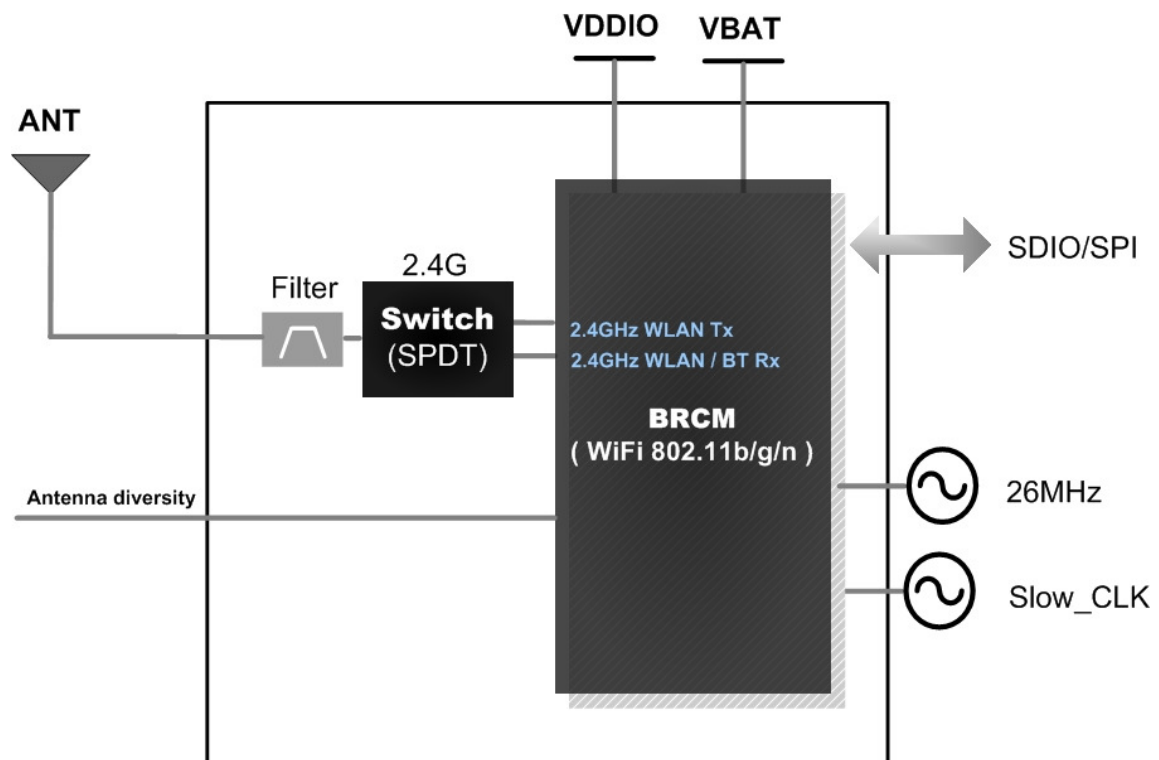 VDDIO
VBAT
ANT
SDIO/SPI
2.4G
Filter
Switch
(SPDT)
2.4GHz WLAN Tx
2.4GHz WLAN / BT Rx
BRCM
( WiFi 802.11b/g/n )
Antenna diversity
26MHz
Slow_CLK